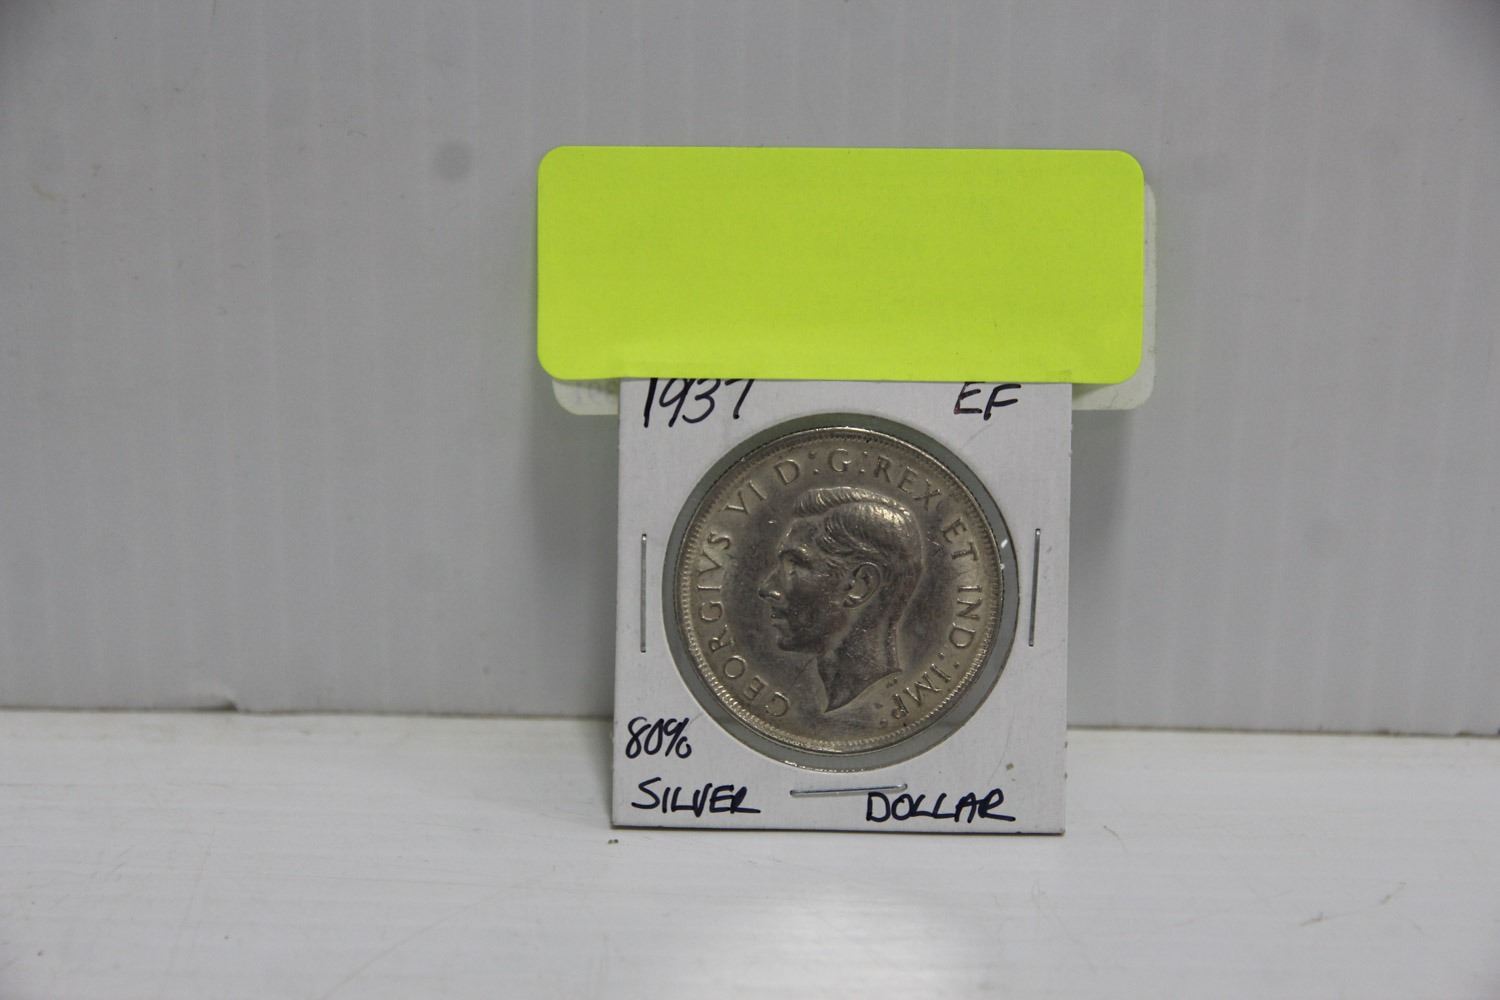 1937 EF
GEORGIVS VI D:G:REX ET IND:IMP:
80%
SILVER DOLLAR